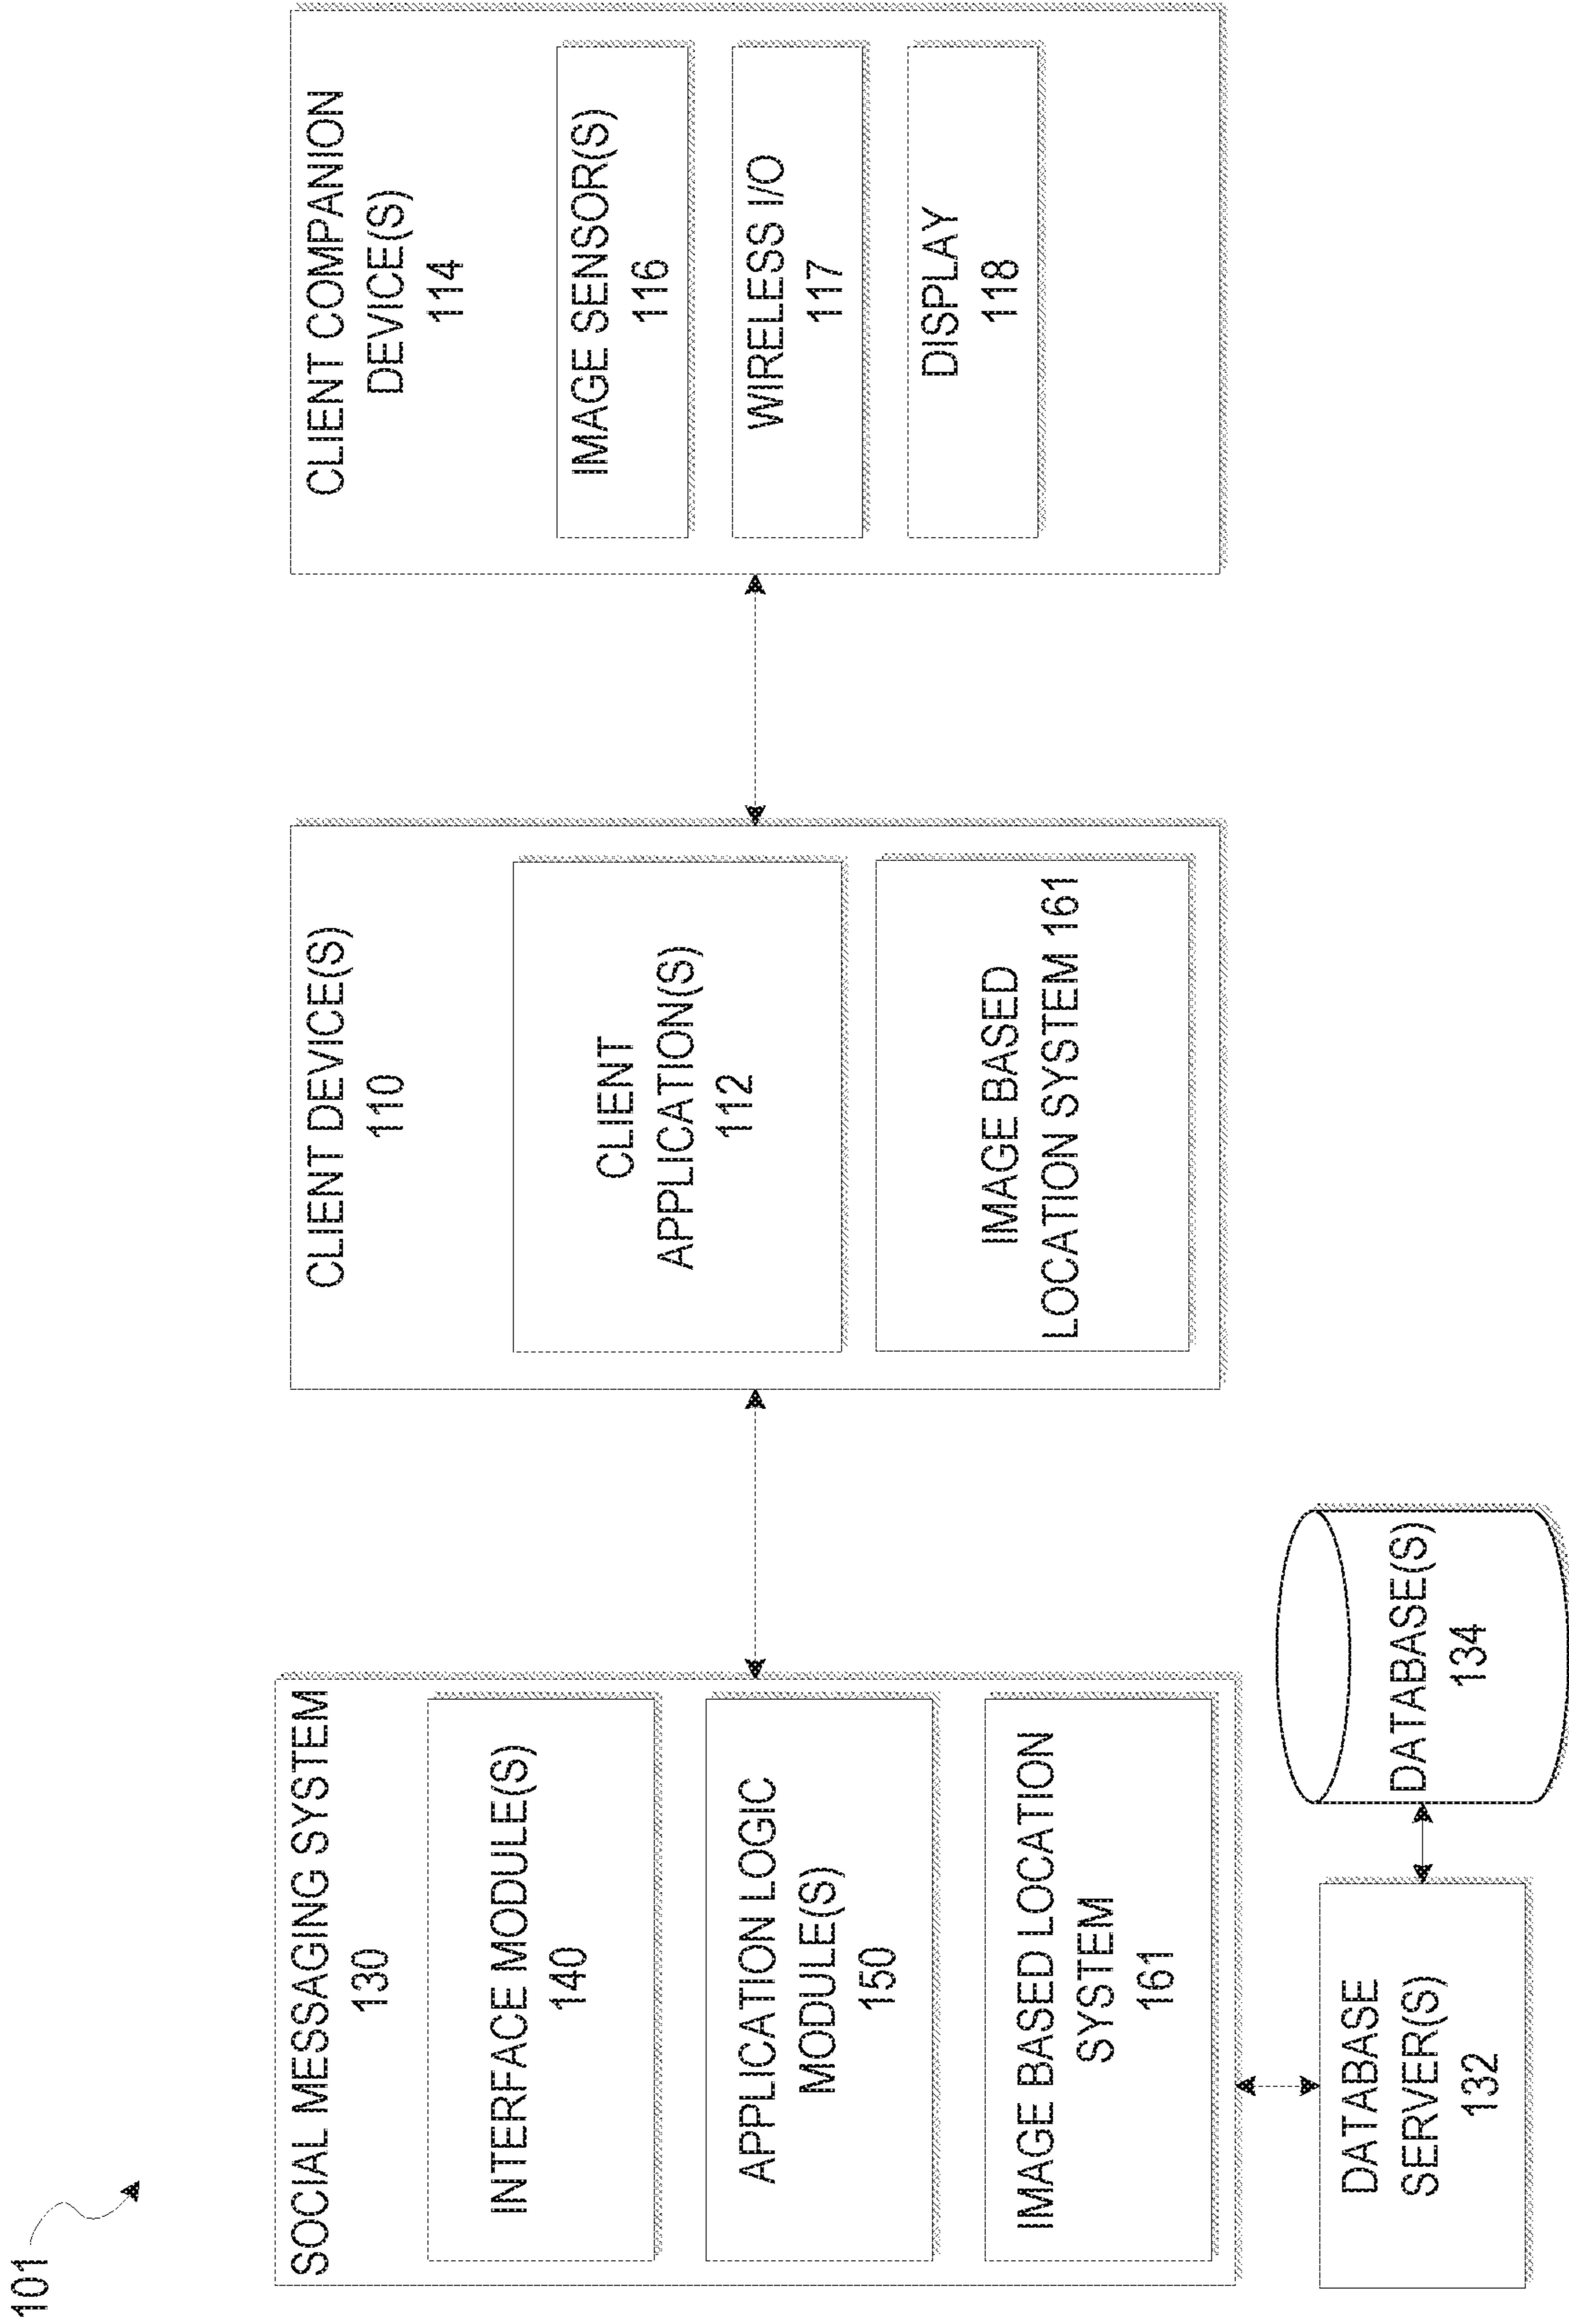 101
SOCIAL MESSAGING SYSTEM
130
INTERFACE MODULE(S)
140
APPLICATION LOGIC
MODULE(S)
150
IMAGE BASED LOCATION
SYSTEM
161
DATABASE
SERVER(S)
132
DATABASE(S)
134
CLIENT DEVICE(S)
110
CLIENT
APPLICATION(S)
112
IMAGE BASED
LOCATION SYSTEM 161
CLIENT COMPANION
DEVICE(S)
114
IMAGE SENSOR(S)
116
WIRELESS I/O
117
DISPLAY
118